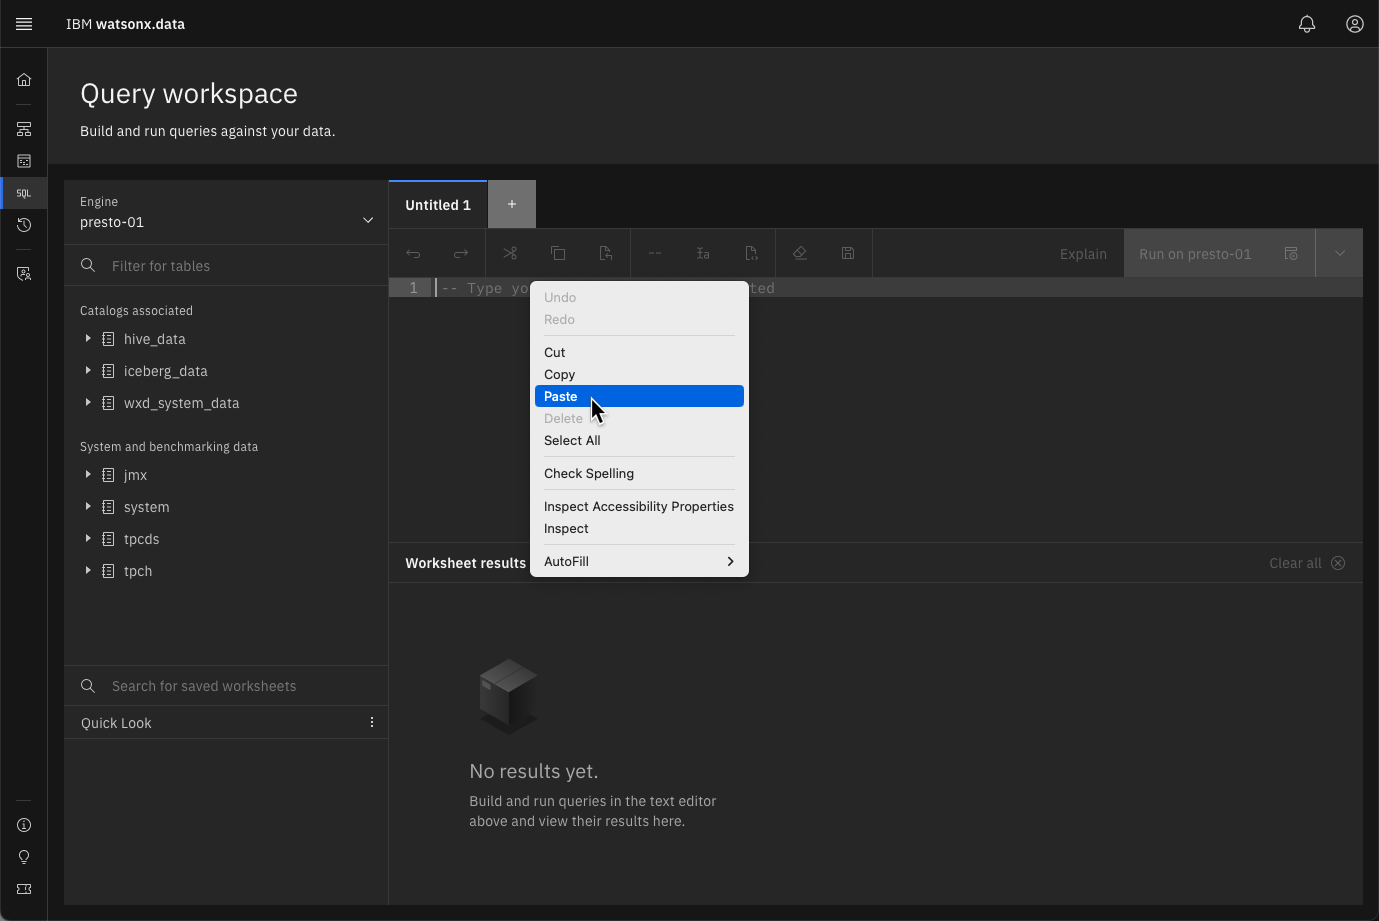 IBM watsonx.data
Query workspace
Build and run queries against your data.
SQL
Engine
presto-01
Filter for tables
Catalogs associated
hive_data
iceberg_data
wxd_system_data
System and benchmarking data
jmx
system
tpcds
tpch
Search for saved worksheets
Quick Look
Untitled 1
+
Explain
Run on presto-01
1 -- Type yo ted
Undo
Redo
Cut
Copy
Paste
Delete
Select All
Check Spelling
Inspect Accessibility Properties
Inspect
AutoFill
Worksheet results
Clear all
No results yet.
Build and run queries in the text editor
above and view their results here.